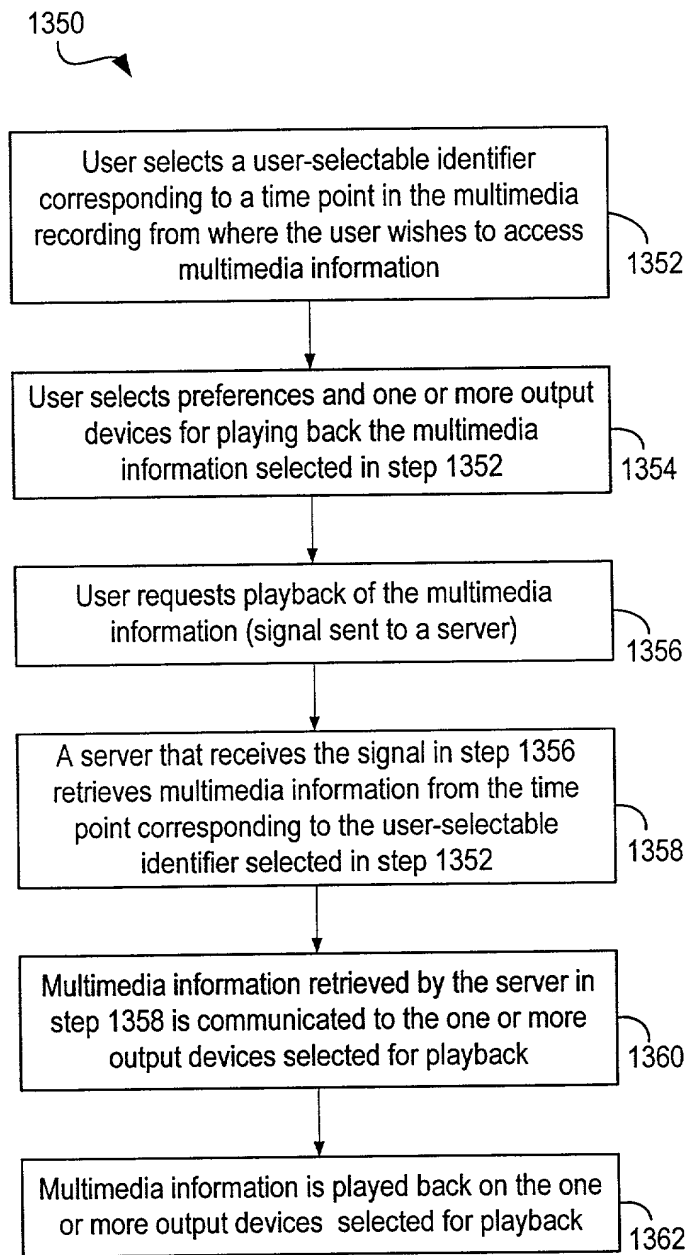 1350
User selects a user-selectable identifier
corresponding to a time point in the multimedia
recording from where the user wishes to access
multimedia information
1352
User selects preferences and one or more output
devices for playing back the multimedia
information selected in step 1352
1354
User requests playback of the multimedia
information (signal sent to a server)
1356
A server that receives the signal in step 1356
retrieves multimedia information from the time
point corresponding to the user-selectable
identifier selected in step 1352
1358
Multimedia information retrieved by the server in
step 1358 is communicated to the one or more
output devices selected for playback
1360
Multimedia information is played back on the one
or more output devices selected for playback
1362